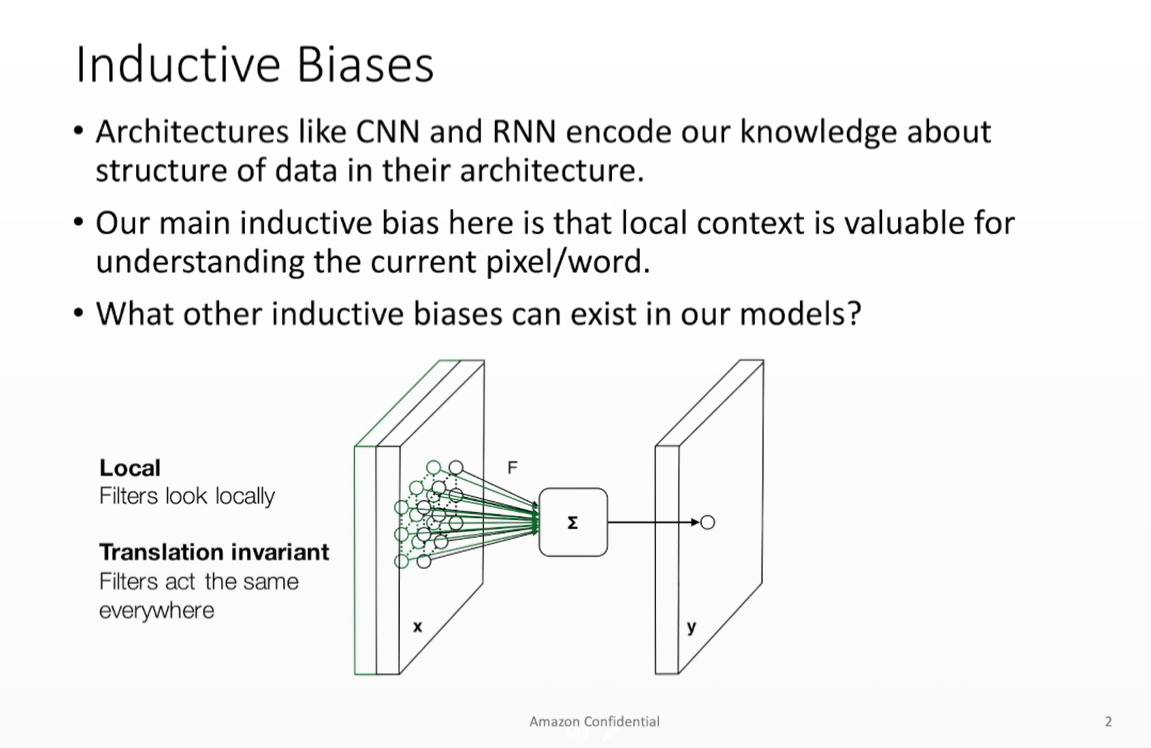 Inductive Biases
• Architectures like CNN and RNN encode our knowledge about
structure of data in their architecture.
• Our main inductive bias here is that local context is valuable for
understanding the current pixel/word.
• What other inductive biases can exist in our models?
Local
Filters look locally
Translation invariant
Filters act the same
everywhere
F
Σ
x
y
Amazon Confidential
2